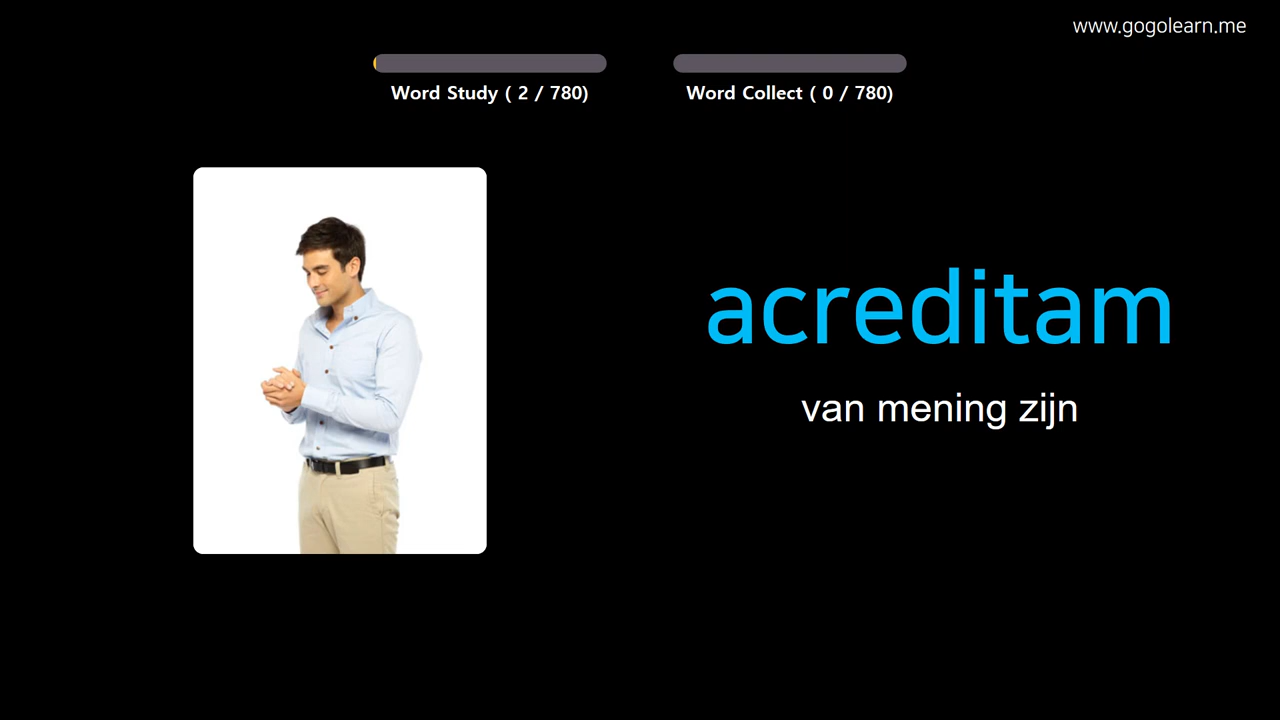 www.gogolearn.me
Word Study ( 2 / 780)
Word Collect ( 0 / 780)
acreditam
van mening zijn